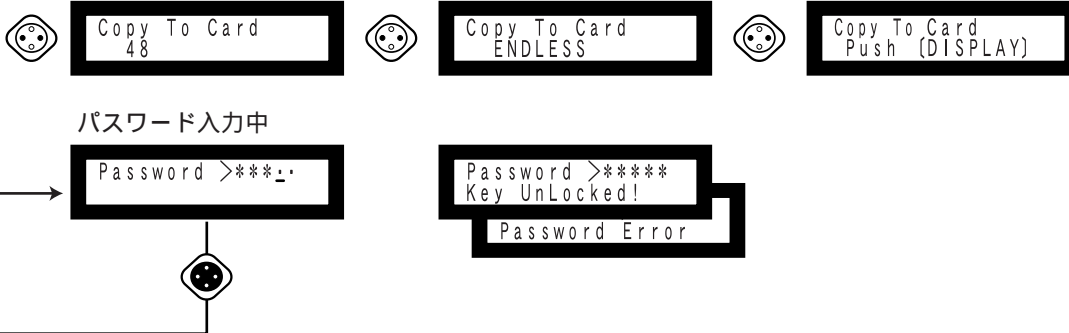 Copy To Card
48
Copy To Card
ENDLESS
Copy To Card
Push [DISPLAY]
パスワード入力中
Password >***-・
Password >*****
Key UnLocked!
Password Error